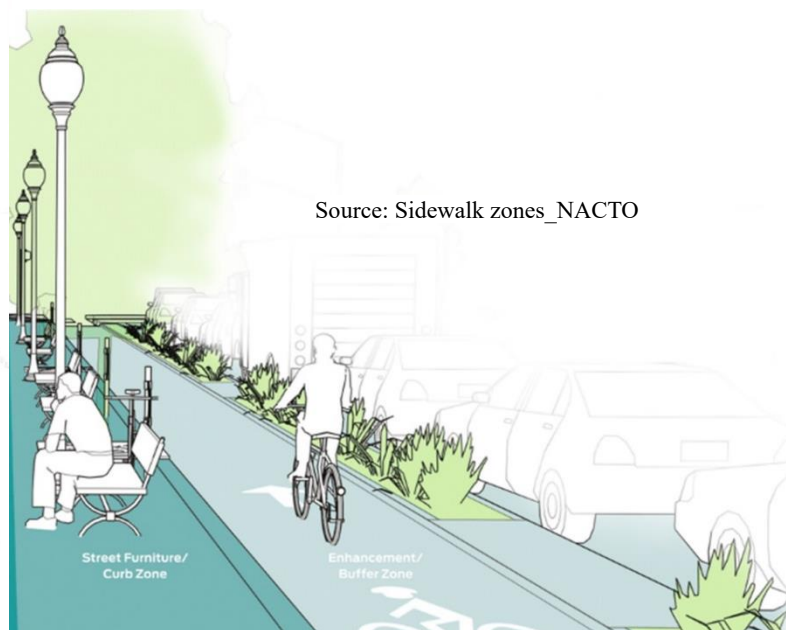 Source: Sidewalk zones_NACTO
Street Furniture/
Curb Zone
Enhancement/
Buffer Zone